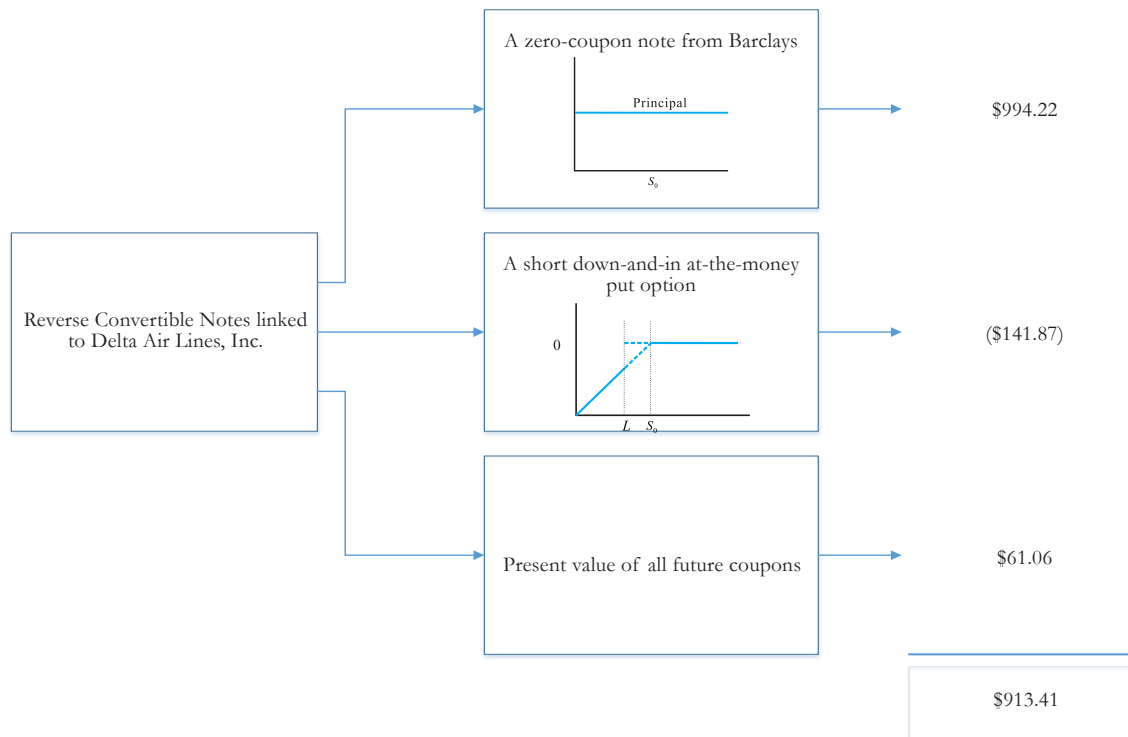 A zero-coupon note from Barclays
Principal
S₀
$994.22
Reverse Convertible Notes linked
to Delta Air Lines, Inc.
A short down-and-in at-the-money
put option
0
L S₀
($141.87)
Present value of all future coupons
$61.06
$913.41